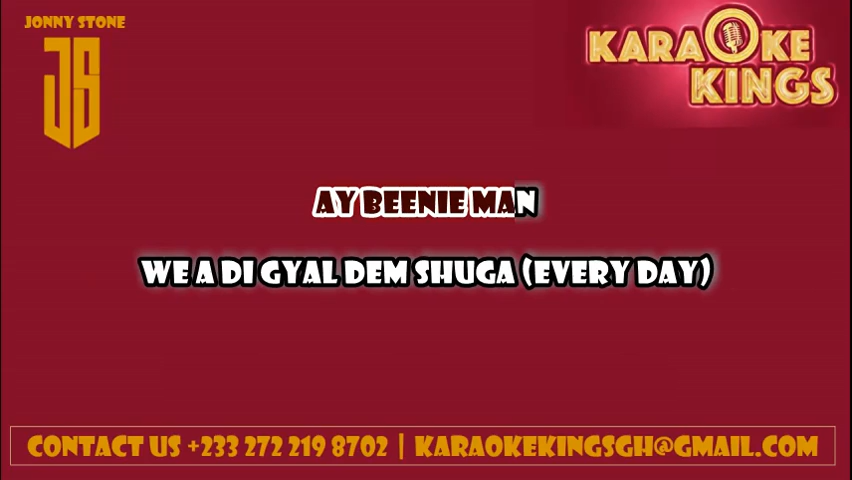 JONNY STONE
JS
KARAOKE
KINGS
AY BEENIE MAN
WE A DI GYAL DEM SHUGA (EVERY DAY)
CONTACT US +233 272 219 8702 | KARAOKEKINGSGH@GMAIL.COM